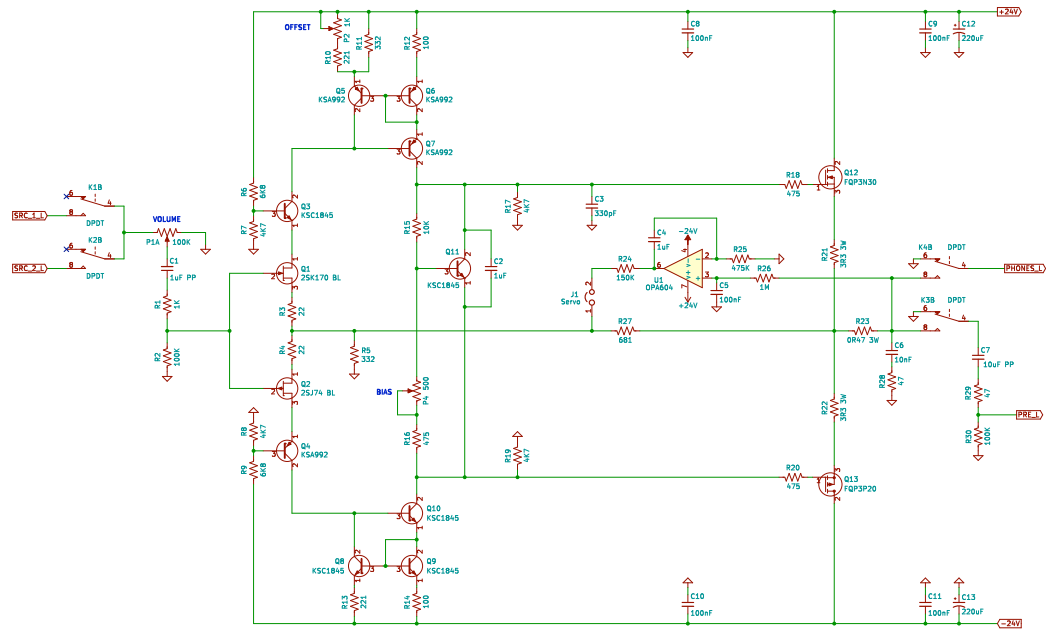 +24V
OFFSET
P2
1K
R10
221
R11
332
R12
100
C8
100nF
C9
100nF
C12
220uF
Q5
KSA992
Q6
KSA992
Q7
KSA992
K1B
DPDT
SRC_1_L
K2B
DPDT
SRC_2_L
VOLUME
P1A
100K
C1
1uF PP
R1
1K
R2
100K
R6
6K8
R7
4K7
Q3
KSC1845
Q1
2SK170 BL
R3
22
R4
22
R5
332
Q2
2SJ74 BL
R8
4K7
R9
6K8
Q4
KSA992
R15
10K
Q11
KSC1845
C2
1uF
R17
4K7
C3
330pF
BIAS
P4
500
R16
475
R19
4K7
J1
Servo
R24
150K
C4
1uF
-24V
U1
OPA604
+24V
R25
475K
R26
1M
C5
100nF
R27
681
R18
475
Q12
FQP3N30
R21
3R3 3W
R22
3R3 3W
R20
475
Q13
FQP3P20
R23
0R47 3W
C6
10nF
R28
47
K4B
DPDT
PHONES_L
K3B
DPDT
C7
10uF PP
R29
47
PRE_L
R30
100K
Q10
KSC1845
Q8
KSC1845
Q9
KSC1845
R13
221
R14
100
C10
100nF
C11
100nF
C13
220uF
-24V